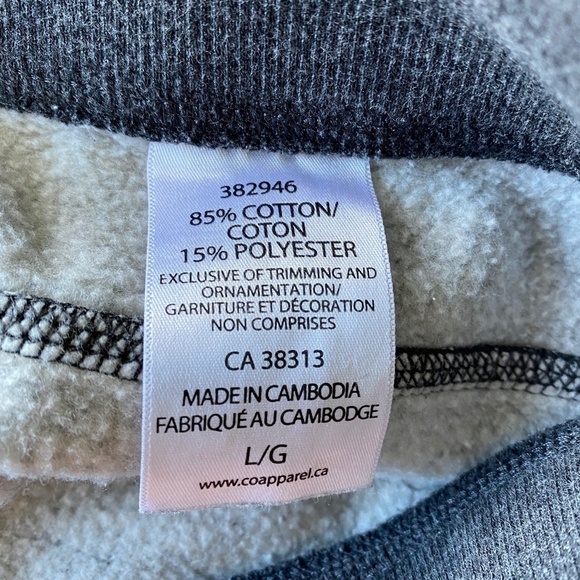 382946
85% COTTON/
COTON
15% POLYESTER
EXCLUSIVE OF TRIMMING AND
ORNAMENTATION/
GARNITURE ET DÉCORATION
NON COMPRISES
CA 38313
MADE IN CAMBODIA
FABRIQUÉ AU CAMBODGE
L/G
www.coapparel.ca